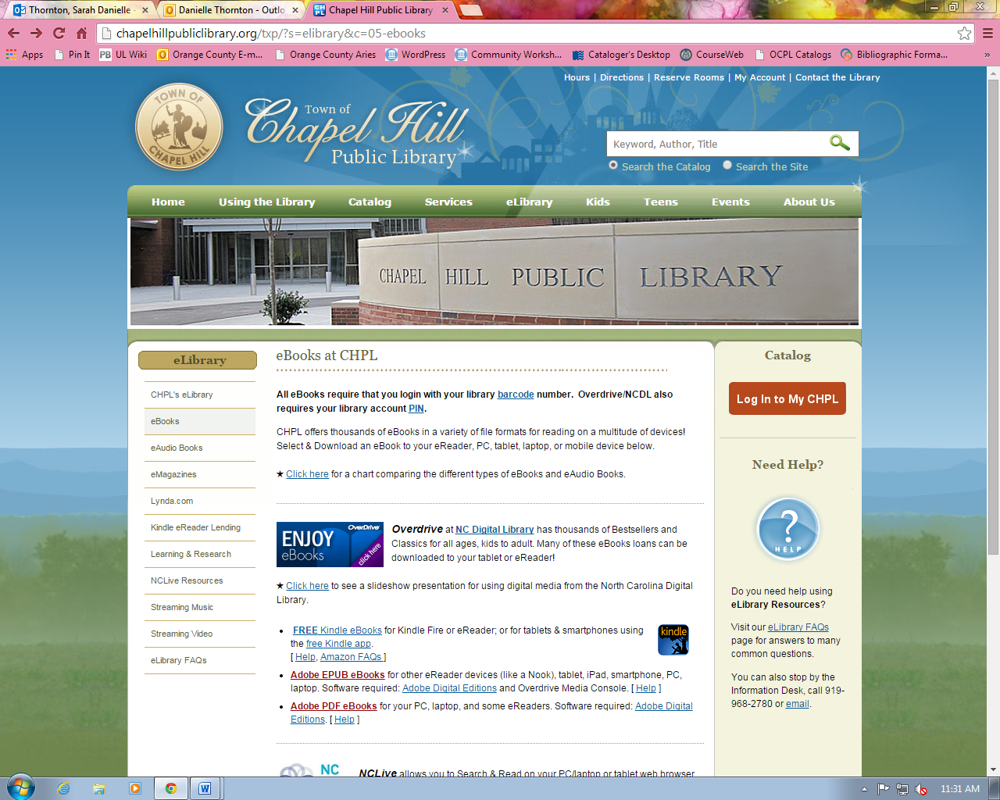 Thornton, Sarah Danielle -
Danielle Thornton - Outlo
Chapel Hill Public Library
chapelhillpubliclibrary.org/txp/?s=elibrary&c=05-ebooks
Apps
Pin It
UL Wiki
Orange County E-m...
Orange County Aries
WordPress
Community Worksh...
Cataloger's Desktop
CourseWeb
OCPL Catalogs
Bibliographic Forma...
»
Hours | Directions | Reserve Rooms | My Account | Contact the Library
TOWN OF
CHAPEL HILL
Town of
Chapel Hill
Public Library
Keyword, Author, Title
Search the Catalog
Search the Site
Home
Using the Library
Catalog
Services
eLibrary
Kids
Teens
Events
About Us
CHAPEL HILL PUBLIC LIBRARY
eLibrary
CHPL's eLibrary
eBooks
eAudio Books
eMagazines
Lynda.com
Kindle eReader Lending
Learning & Research
NCLive Resources
Streaming Music
Streaming Video
eLibrary FAQs
eBooks at CHPL
All eBooks require that you login with your library barcode number. Overdrive/NCDL also
requires your library account PIN.
CHPL offers thousands of eBooks in a variety of file formats for reading on a multitude of devices!
Select & Download an eBook to your eReader, PC, tablet, laptop, or mobile device below.
★ Click here for a chart comparing the different types of eBooks and eAudio Books.
ENJOY
eBooks
OverDrive
click here
Overdrive at NC Digital Library has thousands of Bestsellers and
Classics for all ages, kids to adult. Many of these eBooks loans can be
downloaded to your tablet or eReader!
★ Click here to see a slideshow presentation for using digital media from the North Carolina Digital
Library.
• FREE Kindle eBooks for Kindle Fire or eReader; or for tablets & smartphones using
the free Kindle app.
[ Help, Amazon FAQs ]
kindle
• Adobe EPUB eBooks for other eReader devices (like a Nook), tablet, iPad, smartphone, PC,
laptop. Software required: Adobe Digital Editions and Overdrive Media Console. [ Help ]
• Adobe PDF eBooks for your PC, laptop, and some eReaders. Software required: Adobe Digital
Editions. [ Help ]
NC
NCLive allows you to Search & Read on your PC/laptop or tablet web browser
Catalog
Log In to My CHPL
Need Help?
?
HELP
Do you need help using
eLibrary Resources?
Visit our eLibrary FAQs
page for answers to many
common questions.
You can also stop by the
Information Desk, call 919-
968-2780 or email.
11:31 AM